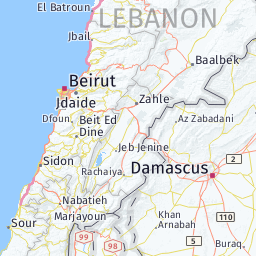 El Batroun
LEBANON
Jbail
Baalbek
Beirut
Jdaide
Zahle
Dfoun
Beit Ed
Dine
Az Zabadani
Jeb Jenine
Sidon
Rachaiya
Damascus
2
Nabatieh
Marjayoun
Khan
Arnabah
Sour
99
98
110
Buraq